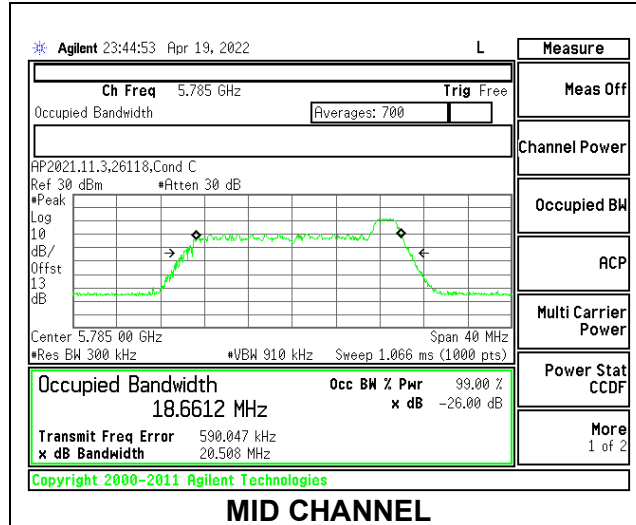 Agilent 23:44:53 Apr 19, 2022 L
Measure
Ch Freq 5.785 GHz Trig Free
Meas Off
Occupied Bandwidth Averages: 700
Channel Power
AP2021.11.3,26118,Cond C
Ref 30 dBm #Atten 30 dB
#Peak
Log
10
dB/
Offst
13
dB
Occupied BW
ACP
Center 5.785 00 GHz Span 40 MHz
#Res BW 300 kHz #VBW 910 kHz Sweep 1.066 ms (1000 pts)
Multi Carrier
Power
Occupied Bandwidth Occ BW % Pwr 99.00 %
18.6612 MHz x dB -26.00 dB
Power Stat
CCDF
Transmit Freq Error 590.047 kHz
x dB Bandwidth 20.508 MHz
More
1 of 2
Copyright 2000-2011 Agilent Technologies
MID CHANNEL